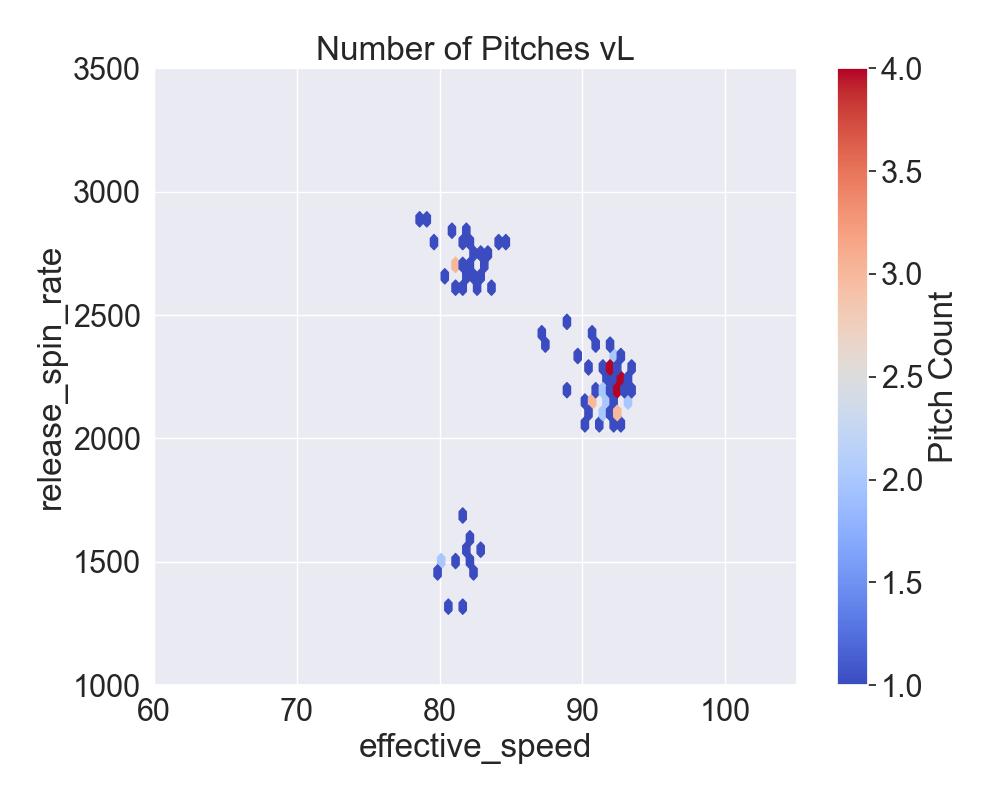 Number of Pitches vL
3500
3000
2500
2000
1500
1000
release_spin_rate
60 70 80 90 100
effective_speed
4.0
3.5
3.0
2.5
2.0
1.5
1.0
Pitch Count